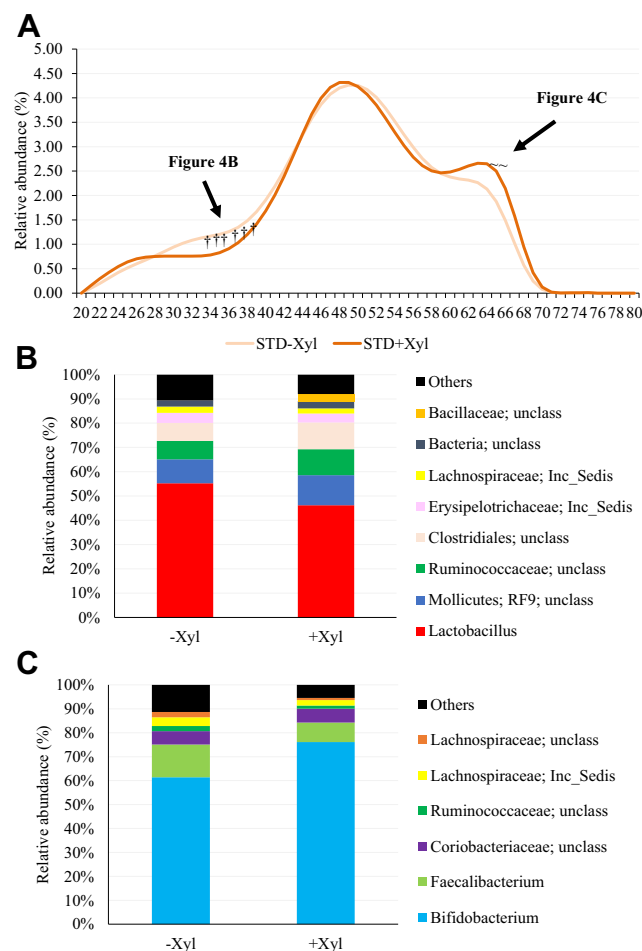 A
Relative abundance (%)
5.00
4.50
4.00
3.50
3.00
2.50
2.00
1.50
1.00
0.50
0.00
Figure 4B
Figure 4C
††† †††
~~
20 22 24 26 28 30 32 34 36 38 40 42 44 46 48 50 52 54 56 58 60 62 64 66 68 70 72 74 76 78 80
STD-Xyl STD+Xyl
B
Relative abundance (%)
100%
90%
80%
70%
60%
50%
40%
30%
20%
10%
0%
-Xyl +Xyl
Others
Bacillaceae; unclass
Bacteria; unclass
Lachnospiraceae; Inc_Sedis
Erysipelotrichaceae; Inc_Sedis
Clostridiales; unclass
Ruminococcaceae; unclass
Mollicutes; RF9; unclass
Lactobacillus
C
Relative abundance (%)
100%
90%
80%
70%
60%
50%
40%
30%
20%
10%
0%
-Xyl +Xyl
Others
Lachnospiraceae; unclass
Lachnospiraceae; Inc_Sedis
Ruminococcaceae; unclass
Coriobacteriaceae; unclass
Faecalibacterium
Bifidobacterium